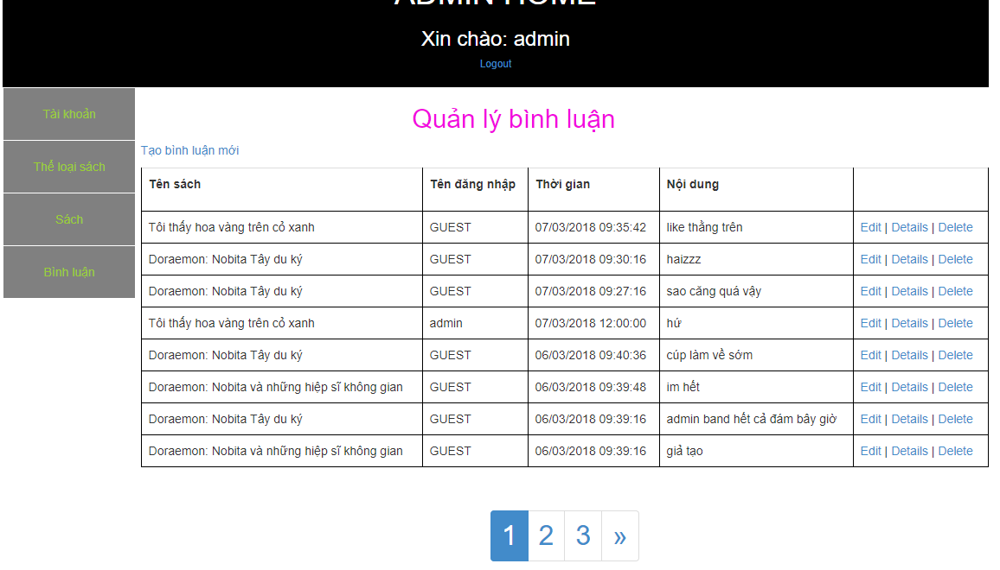 ADMIN HOME
Xin chào: admin
Logout
Tài khoản
Thể loại sách
Sách
Bình luận
Quản lý bình luận
Tạo bình luận mới
Tên sách Tên đăng nhập Thời gian Nội dung
Tôi thấy hoa vàng trên cỏ xanh GUEST 07/03/2018 09:35:42 like thằng trên Edit | Details | Delete
Doraemon: Nobita Tây du ký GUEST 07/03/2018 09:30:16 haizzz Edit | Details | Delete
Doraemon: Nobita Tây du ký GUEST 07/03/2018 09:27:16 sao căng quá vậy Edit | Details | Delete
Tôi thấy hoa vàng trên cỏ xanh admin 07/03/2018 12:00:00 hứ Edit | Details | Delete
Doraemon: Nobita Tây du ký GUEST 06/03/2018 09:40:36 cúp làm về sớm Edit | Details | Delete
Doraemon: Nobita và những hiệp sĩ không gian GUEST 06/03/2018 09:39:48 im hết Edit | Details | Delete
Doraemon: Nobita Tây du ký GUEST 06/03/2018 09:39:16 admin band hết cả đám bây giờ Edit | Details | Delete
Doraemon: Nobita và những hiệp sĩ không gian GUEST 06/03/2018 09:39:16 giả tạo Edit | Details | Delete
1 2 3 »